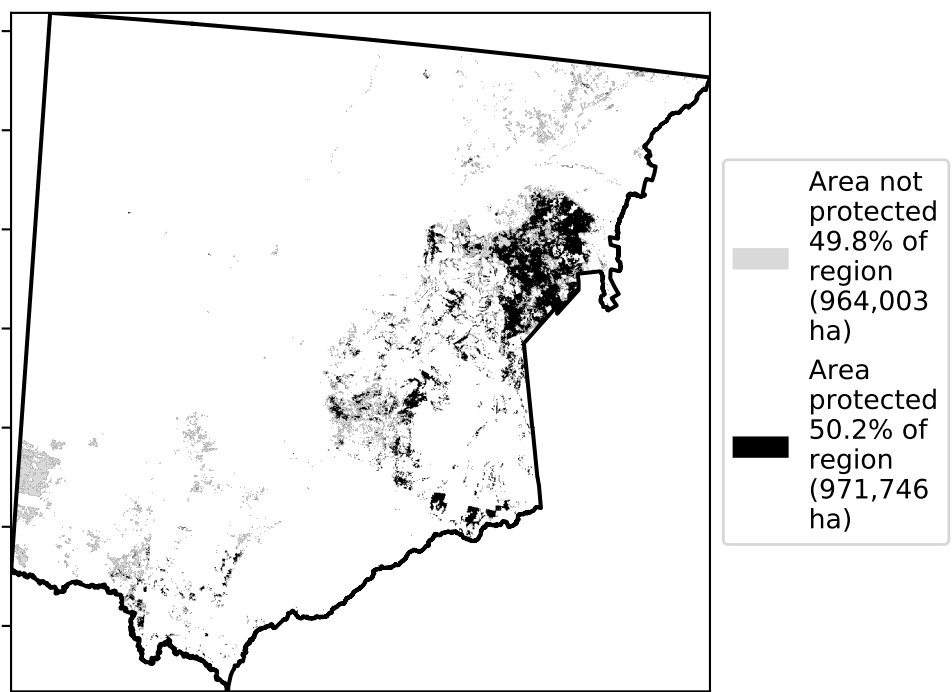 Area not
protected
49.8% of
region
(964,003
ha)
Area
protected
50.2% of
region
(971,746
ha)